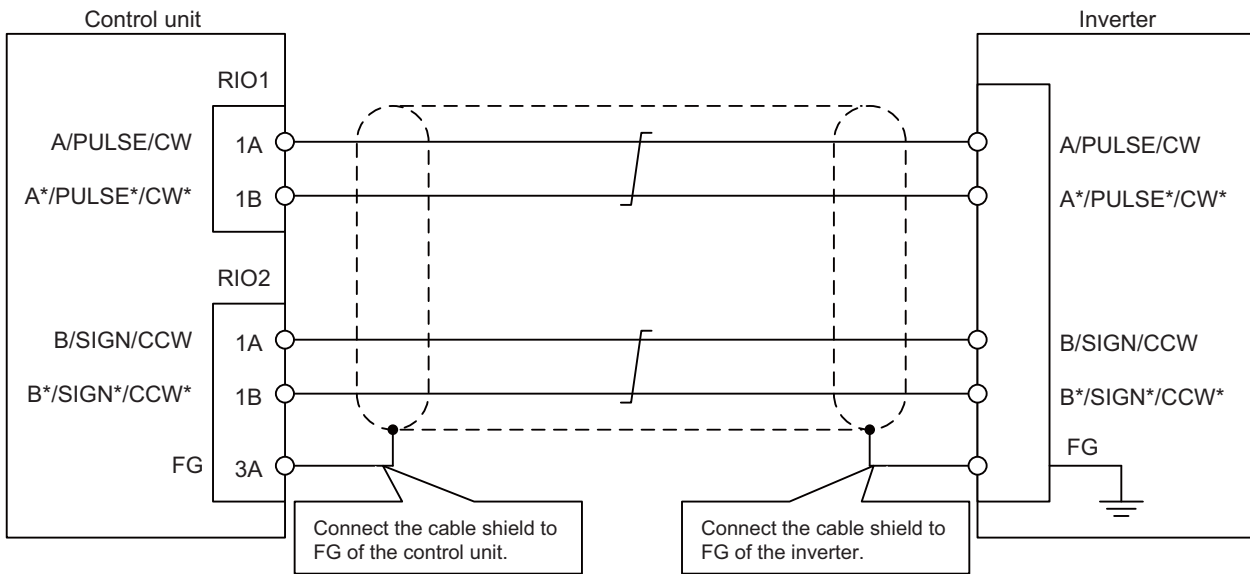 Control unit
Inverter
RIO1
A/PULSE/CW
1A
A/PULSE/CW
A*/PULSE*/CW*
1B
A*/PULSE*/CW*
RIO2
B/SIGN/CCW
1A
B/SIGN/CCW
B*/SIGN*/CCW*
1B
B*/SIGN*/CCW*
FG
3A
FG
Connect the cable shield to
FG of the control unit.
Connect the cable shield to
FG of the inverter.